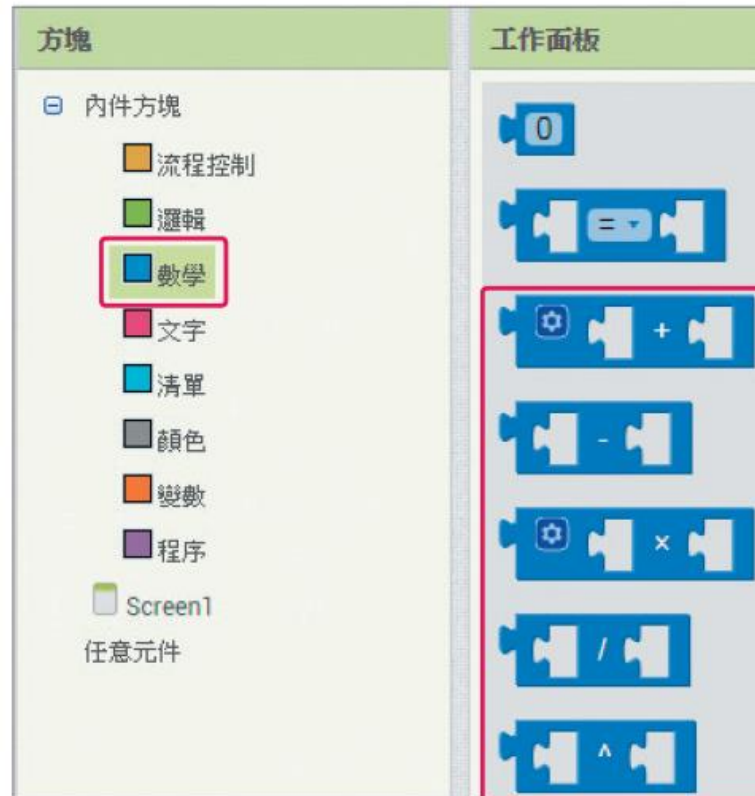 方塊
內件方塊
流程控制
邏輯
數學
文字
清單
顏色
變數
程序
Screen1
任意元件
工作面板
0
=
+
-
×
/
^